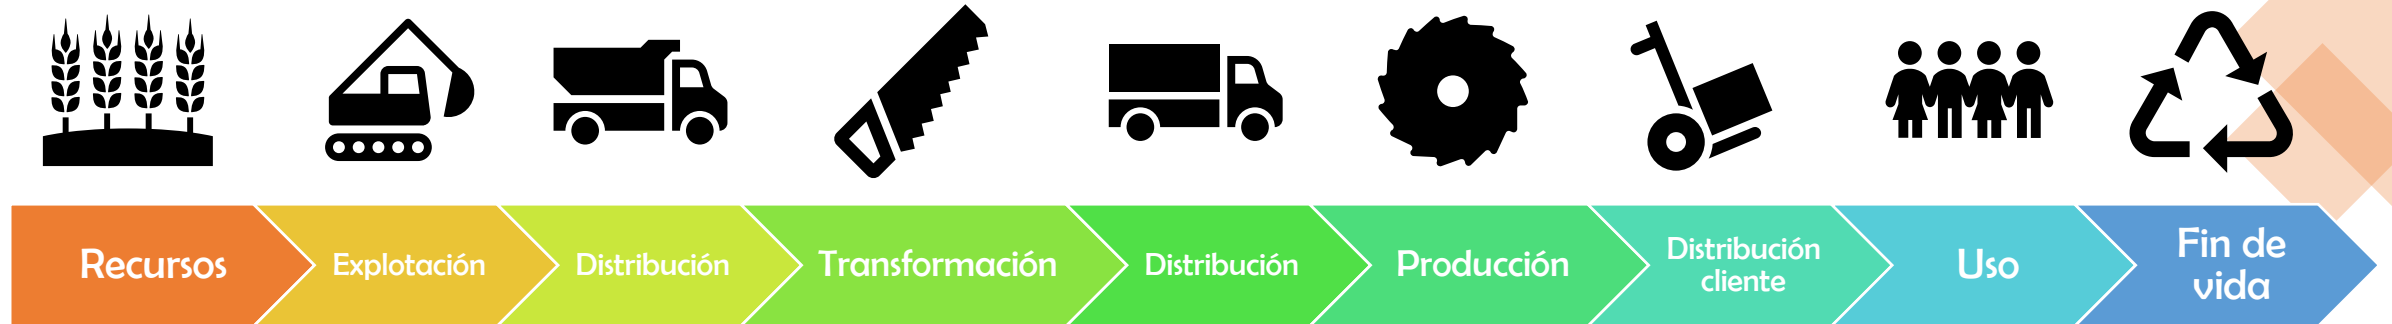 Recursos
Explotación
Distribución
Transformación
Distribución
Producción
Distribución
cliente
Uso
Fin de
vida